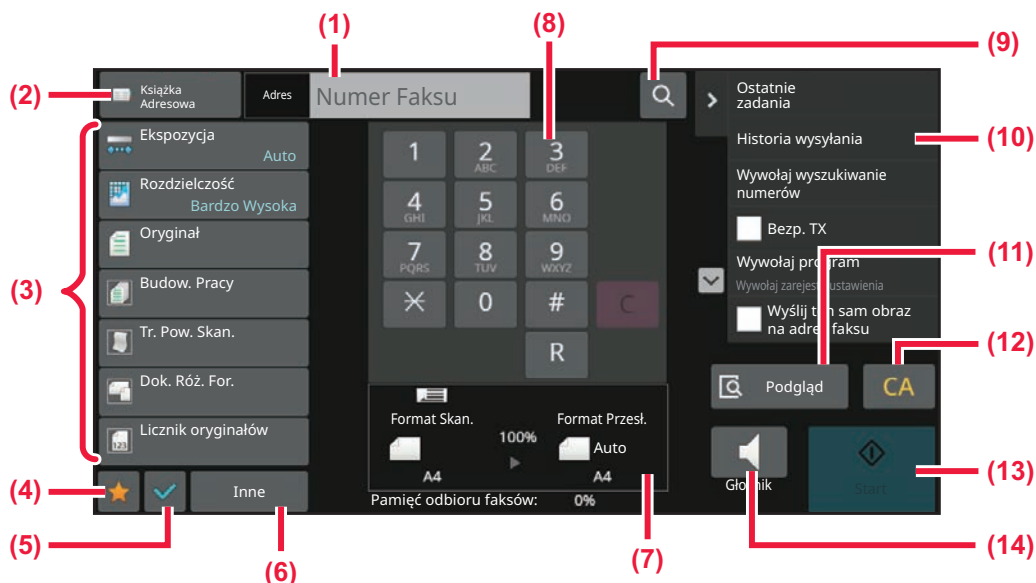 (1)
(8)
(9)
(2)
Książka
Adresowa
Adres
Numer Faksu
Ostatnie
zadania
(10)
Historia wysyłania
Wywołaj wyszukiwanie
numerów
Bezp. TX
(11)
Wywołaj program
Wywołaj zarejest. ustawienia
Wyślij ten sam obraz
na adres faksu
(3)
Ekspozycja
Auto
Rozdzielczość
Bardzo Wysoka
Oryginał
Budow. Pracy
Tr. Pow. Skan.
Dok. Róż. For.
Licznik oryginałów
123
1
2
ABC
3
DEF
4
GHI
5
JKL
6
MNO
7
PQRS
8
TUV
9
WXYZ
0
#
C
R
(12)
Podgląd
CA
Format Skan.
100%
Format Przesł.
Auto
A4
A4
Pamięć odbioru faksów: 0%
Głośnik
Start
(13)
(4)
Inne
(5)
(6)
(7)
(14)